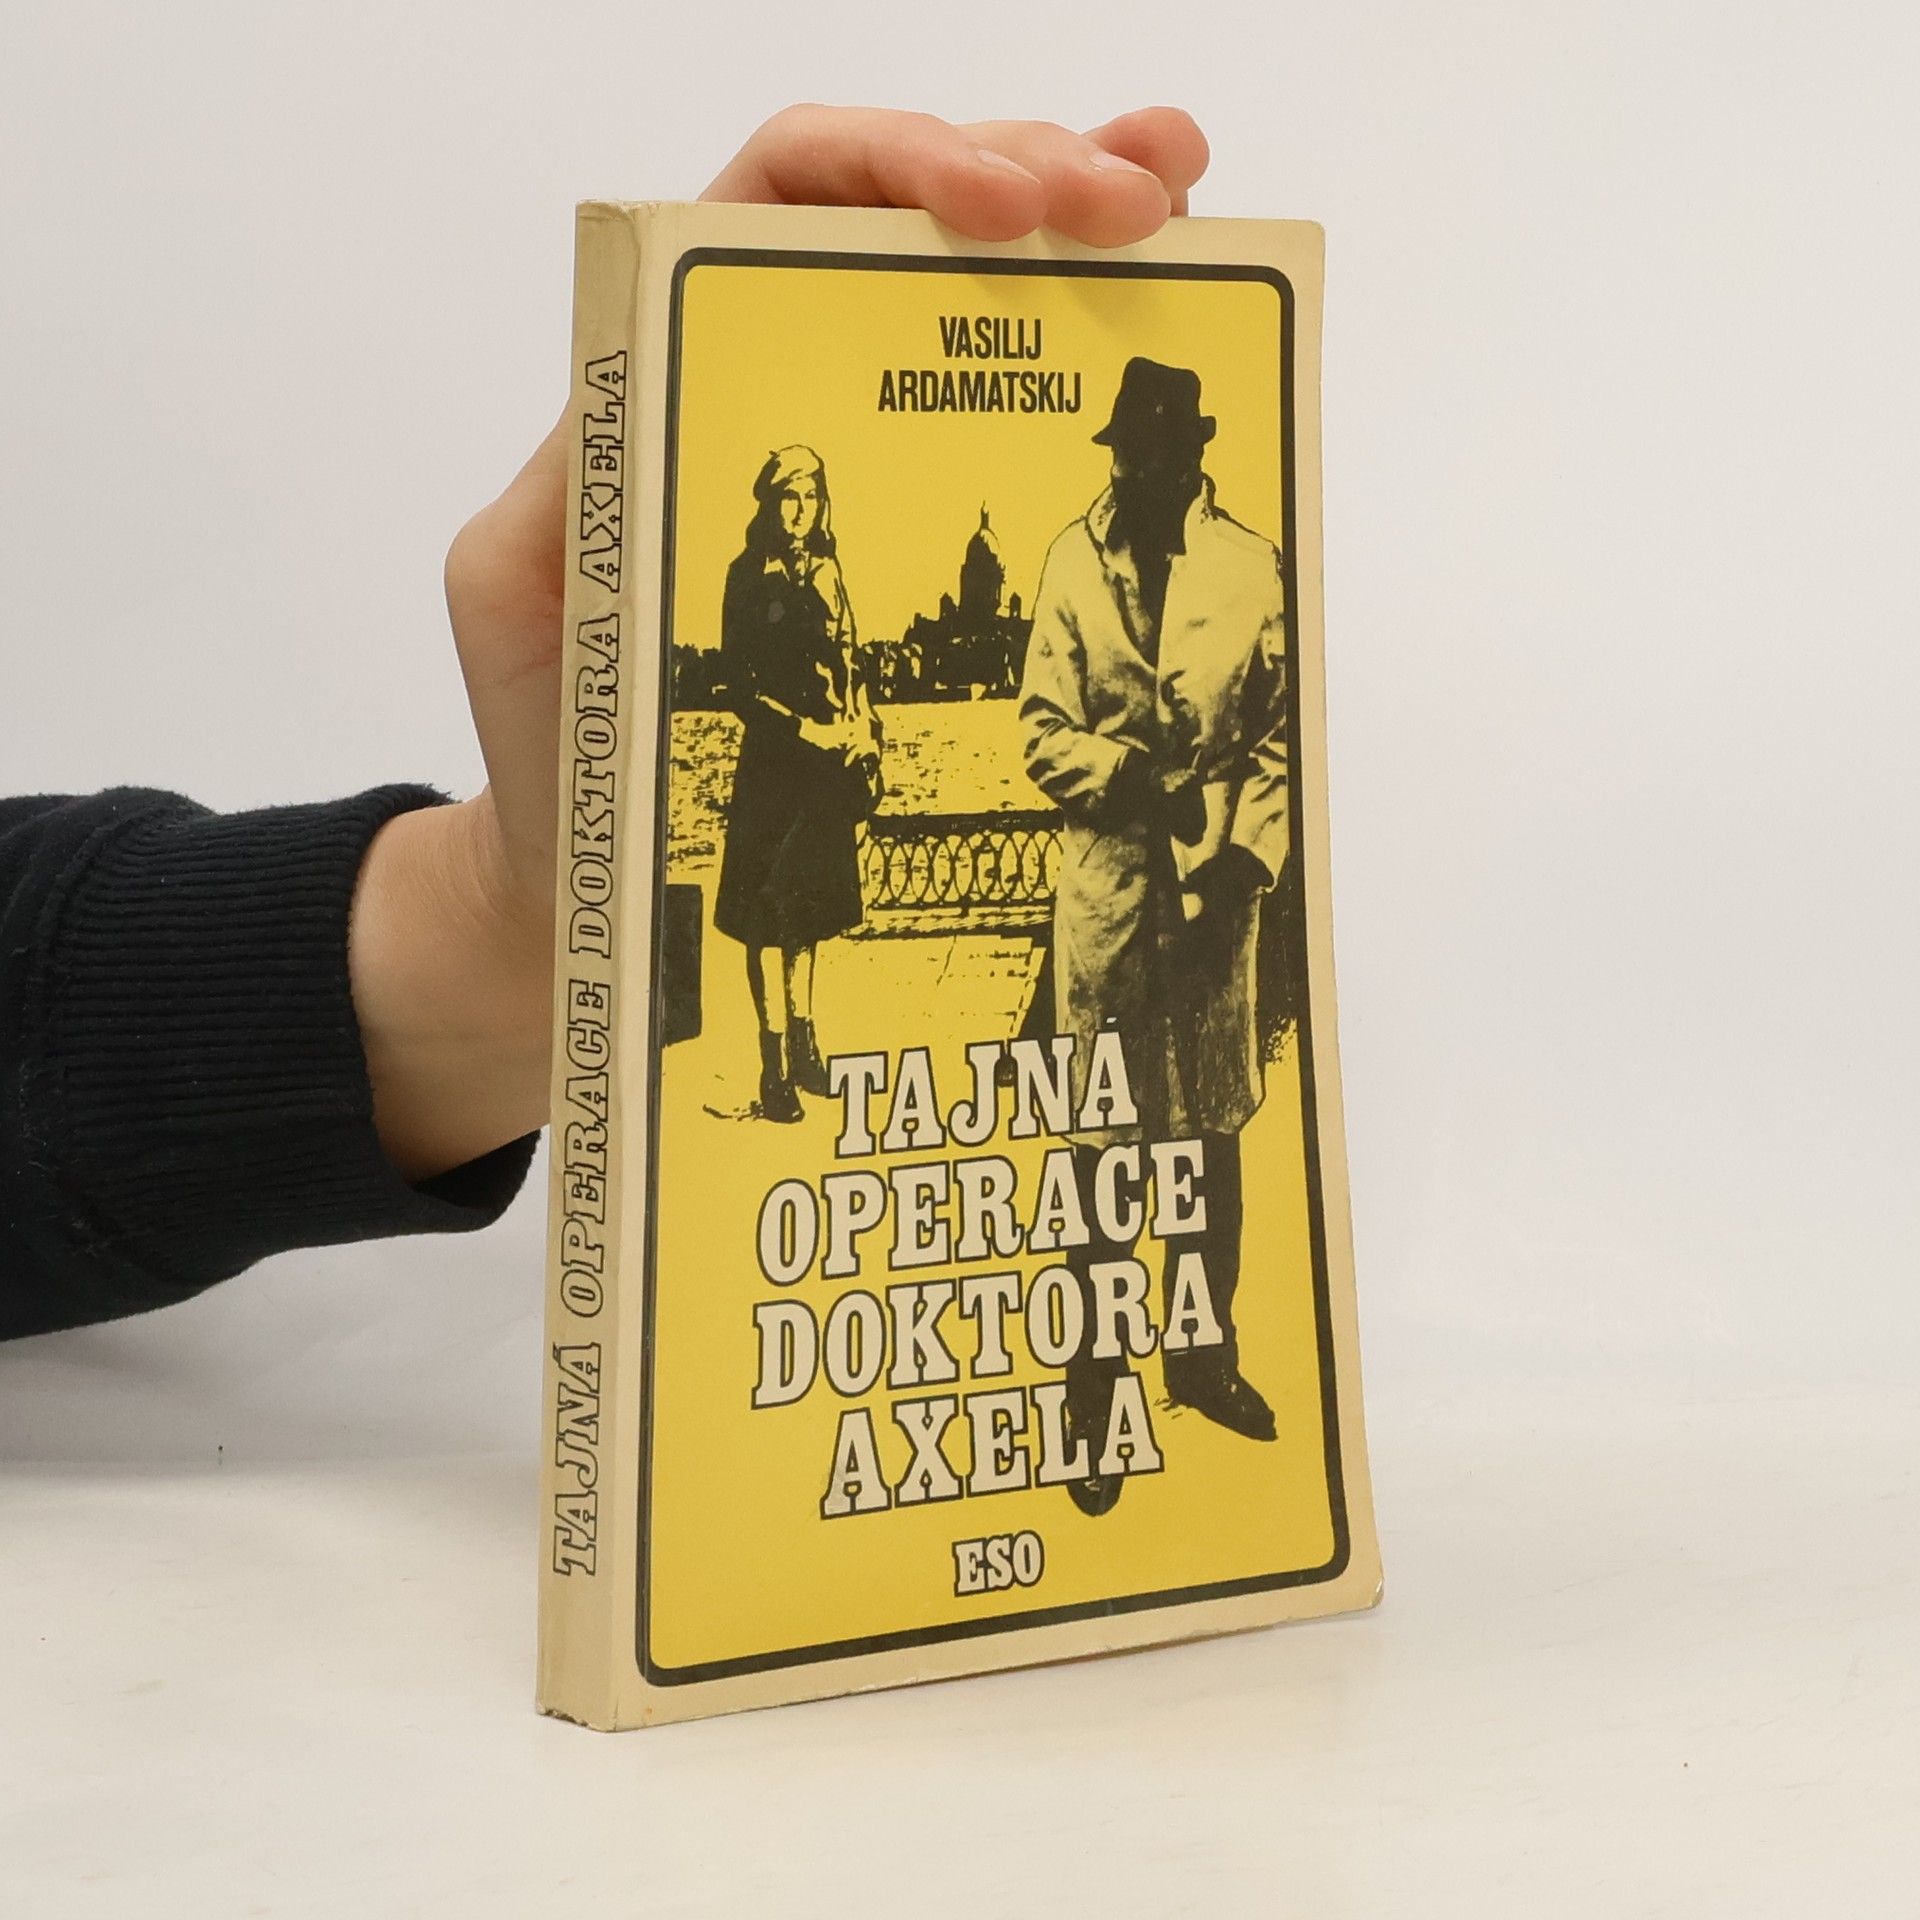 TAJNÁ OPERACE DOKTORA AXELA
VASILIJ
ARDAMATSKIJ
TAJNÁ
OPERACE
DOKTORA
AXELA
ESO